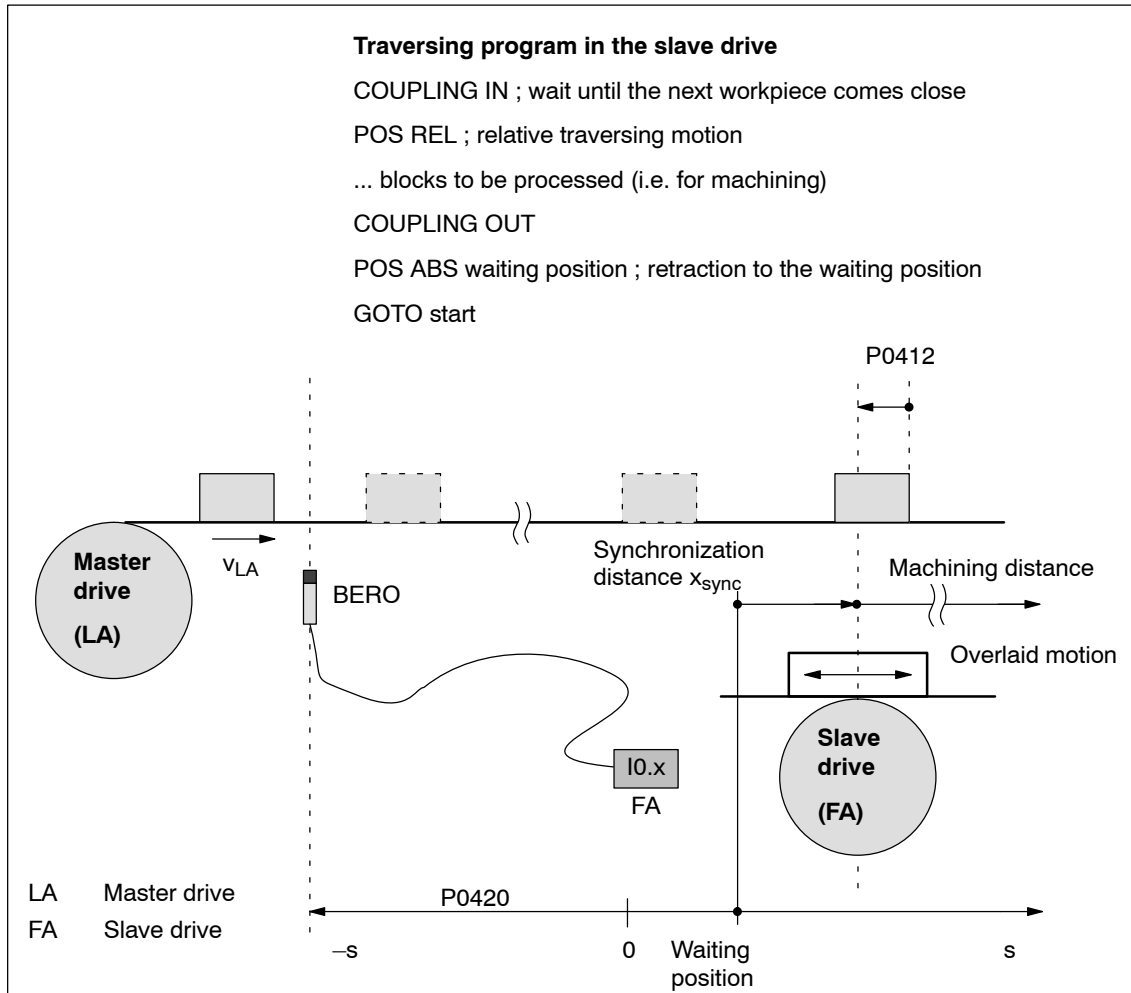 Traversing program in the slave drive
COUPLING IN ; wait until the next workpiece comes close
POS REL ; relative traversing motion
... blocks to be processed (i.e. for machining)
COUPLING OUT
POS ABS waiting position ; retraction to the waiting position
GOTO start
P0412
Master
drive
(LA)
vLA
BERO
Synchronization
distance xsync
Machining distance
Overlaid motion
I0.x
FA
Slave
drive
(FA)
LA Master drive
FA Slave drive
P0420
–s
0
Waiting
position
s